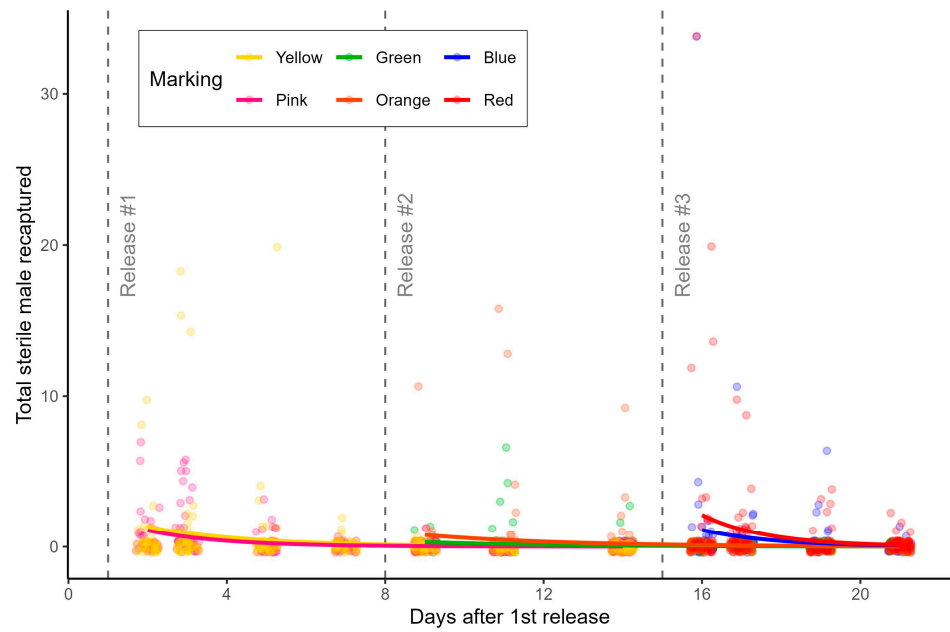 Marking
Yellow
Green
Blue
Pink
Orange
Red
Total sterile male recaptured
30
20
10
0
Release #1
Release #2
Release #3
0
4
8
12
16
20
Days after 1st release